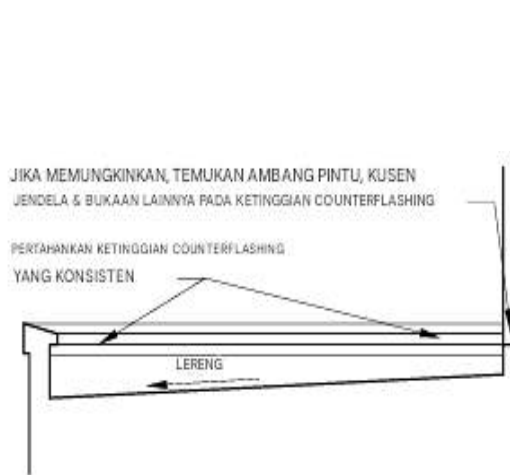 JIKA MEMUNGKINKAN, TEMUKAN AMBANG PINTU, KUSEN
JENDELA & BUKAAN LAINNYA PADA KETINGGIAN COUNTERFLASHING
PERTAHANKAN KETINGGIAN COUNTERFLASHING
YANG KONSISTEN
LERENG